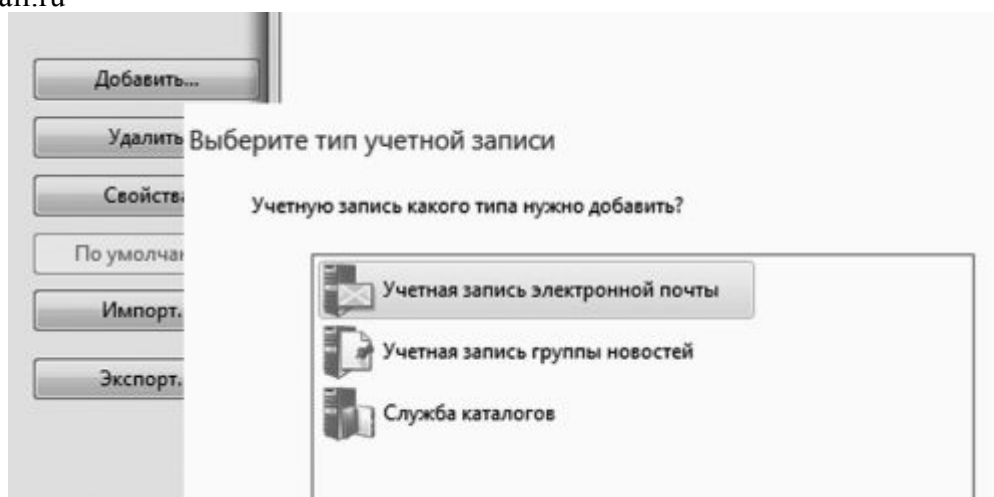 Добавить...
Удалить
Выберите тип учетной записи
Свойства
Учетную запись какого типа нужно добавить?
По умолчан
Учетная запись электронной почты
Импорт.
Учетная запись группы новостей
Экспорт.
Служба каталогов